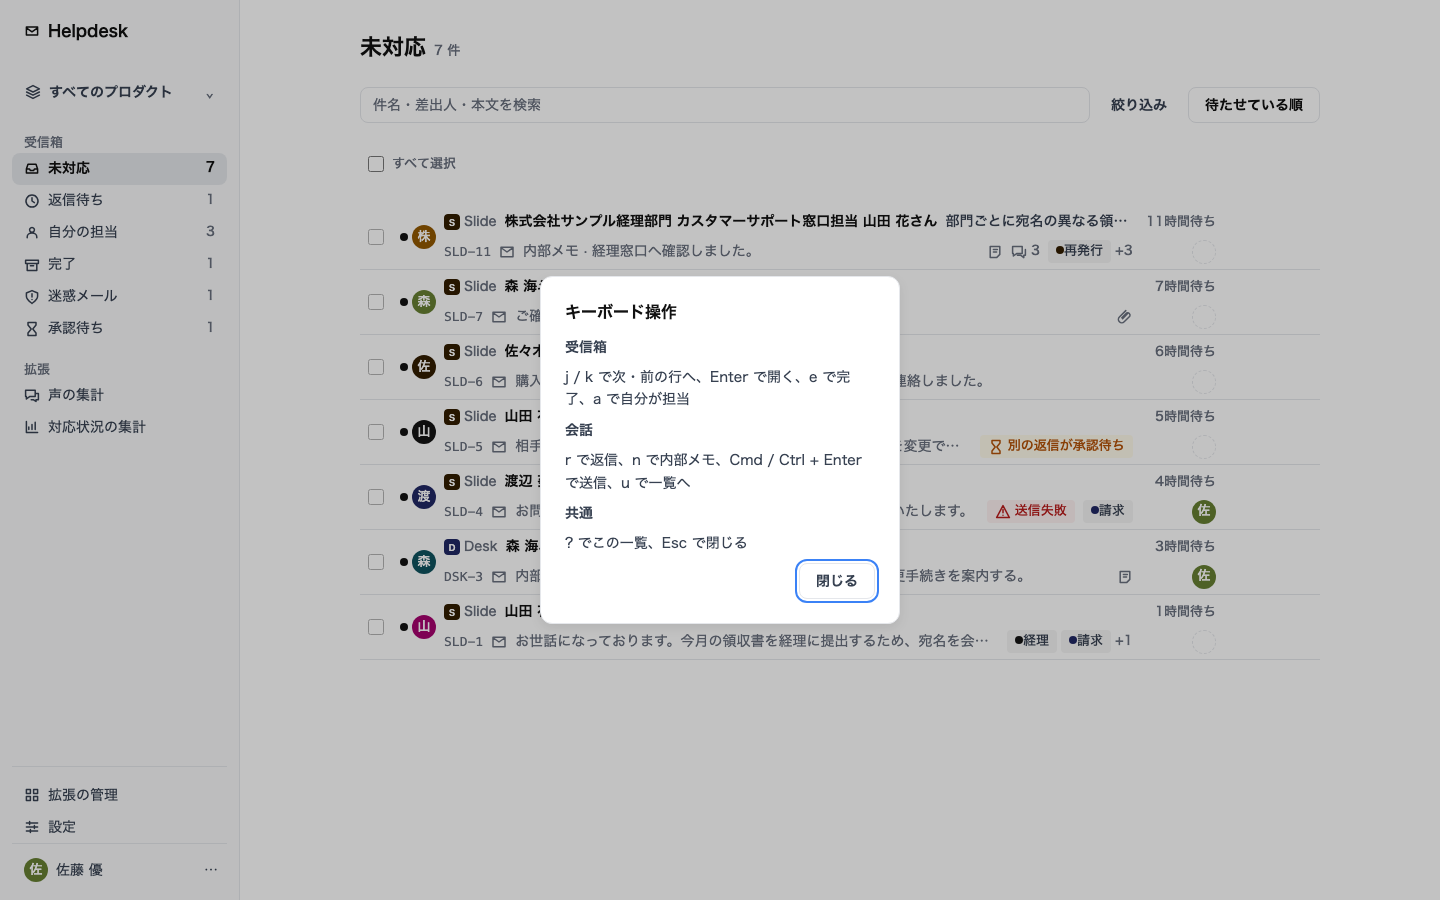 Helpdesk
すべてのプロダクト
受信箱
未対応 7
返信待ち 1
自分の担当 3
完了 1
迷惑メール 1
承認待ち 1
拡張
声の集計
対応状況の集計
拡張の管理
設定
佐 佐藤 優 …
未対応 7 件
件名・差出人・本文を検索 絞り込み 待たせている順
すべて選択
株 S Slide 株式会社サンプル経理部門 カスタマーサポート窓口担当 山田 花さん 部門ごとに宛名の異なる領… 11時間待ち
SLD-11 内部メモ · 経理窓口へ確認しました。 3 再発行 +3
森 S Slide 森 海 7時間待ち
SLD-7 ご確
佐 S Slide 佐々木 6時間待ち
SLD-6 購入 連絡しました。
山 S Slide 山田 5時間待ち
SLD-5 相手 変更で… 別の返信が承認待ち
渡 S Slide 渡辺 4時間待ち
SLD-4 お問 いたします。 送信失敗 請求 佐
森 D Desk 森 海 3時間待ち
DSK-3 内部 更手続きを案内する。 佐
山 S Slide 山田 1時間待ち
SLD-1 お世話になっております。今月の領収書を経理に提出するため、宛名を会… 経理 請求 +1
キーボード操作
受信箱
j / k で次・前の行へ、Enter で開く、e で完
了、a で自分が担当
会話
r で返信、n で内部メモ、Cmd / Ctrl + Enter
で送信、u で一覧へ
共通
? でこの一覧、Esc で閉じる
閉じる